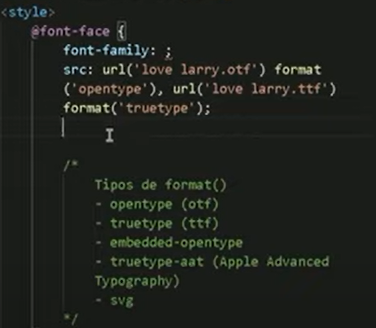 <style>
@font-face {
font-family: ;
src: url('love larry.otf') format
('opentype'), url('love larry.ttf')
format('truetype');
/*
Tipos de format()
- opentype (otf)
- truetype (ttf)
- embedded-opentype
- truetype-aat (Apple Advanced
Typography)
- svg
*/